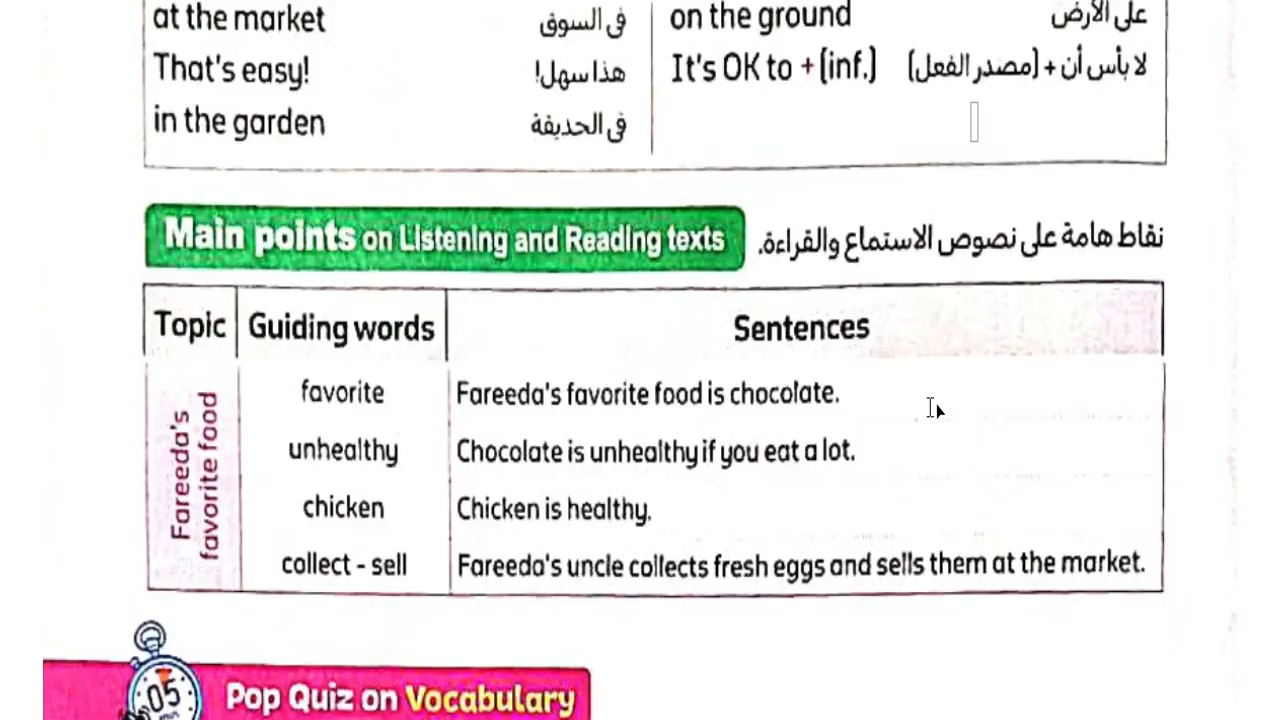 at the market في السوق
on the ground على الأرض
That's easy! هذا سهل!
It's OK to + (inf.) لا بأس أن + (مصدر الفعل)
in the garden في الحديقة
Main points on Listening and Reading texts نقاط هامة على نصوص الاستماع والقراءة.
Topic Guiding words Sentences
Fareeda's favorite food
favorite Fareeda's favorite food is chocolate.
unhealthy Chocolate is unhealthy if you eat a lot.
chicken Chicken is healthy.
collect - sell Fareeda's uncle collects fresh eggs and sells them at the market.
05
Pop Quiz on Vocabulary